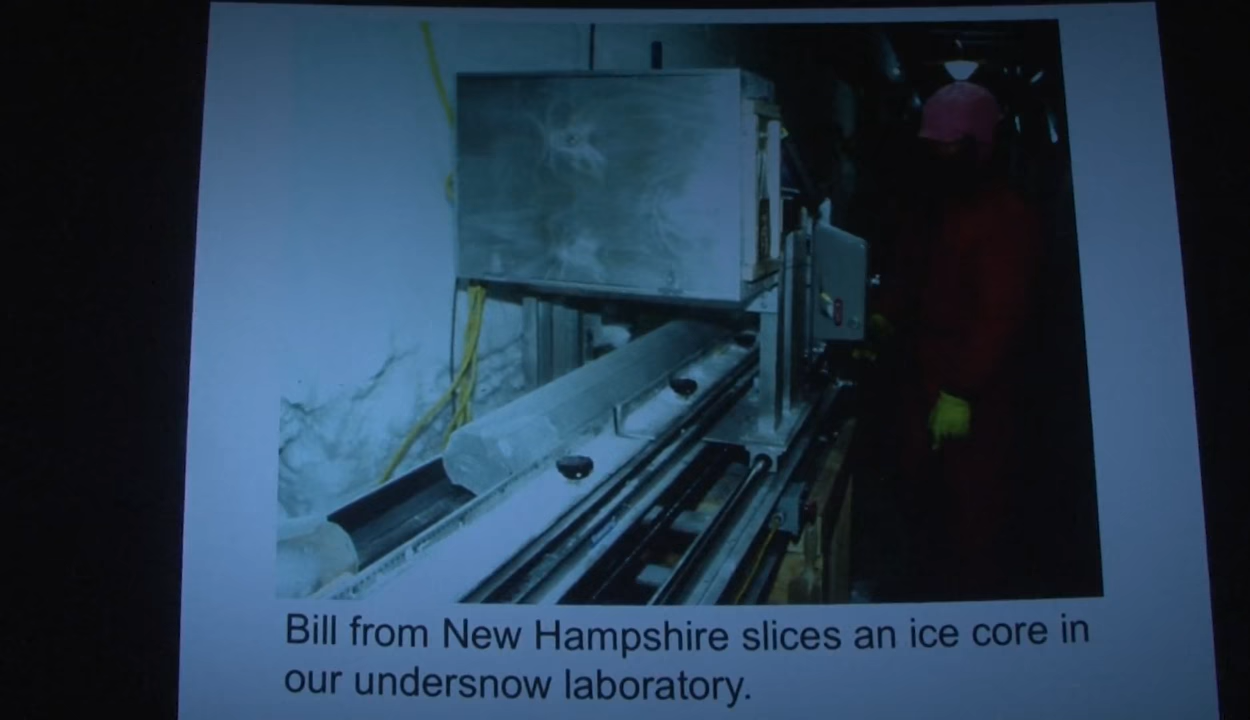 Bill from New Hampshire slices an ice core in
our undersnow laboratory.